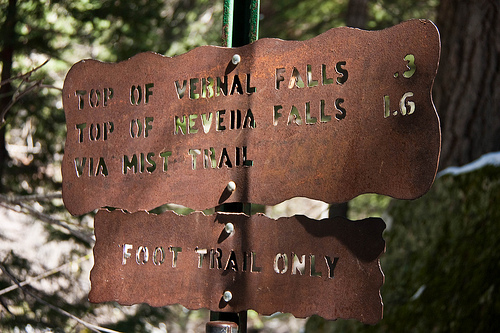 TOP OF VERNAL FALLS .3
TOP OF NEVADA FALLS 1.6
VIA MIST TRAIL
FOOT TRAIL ONLY